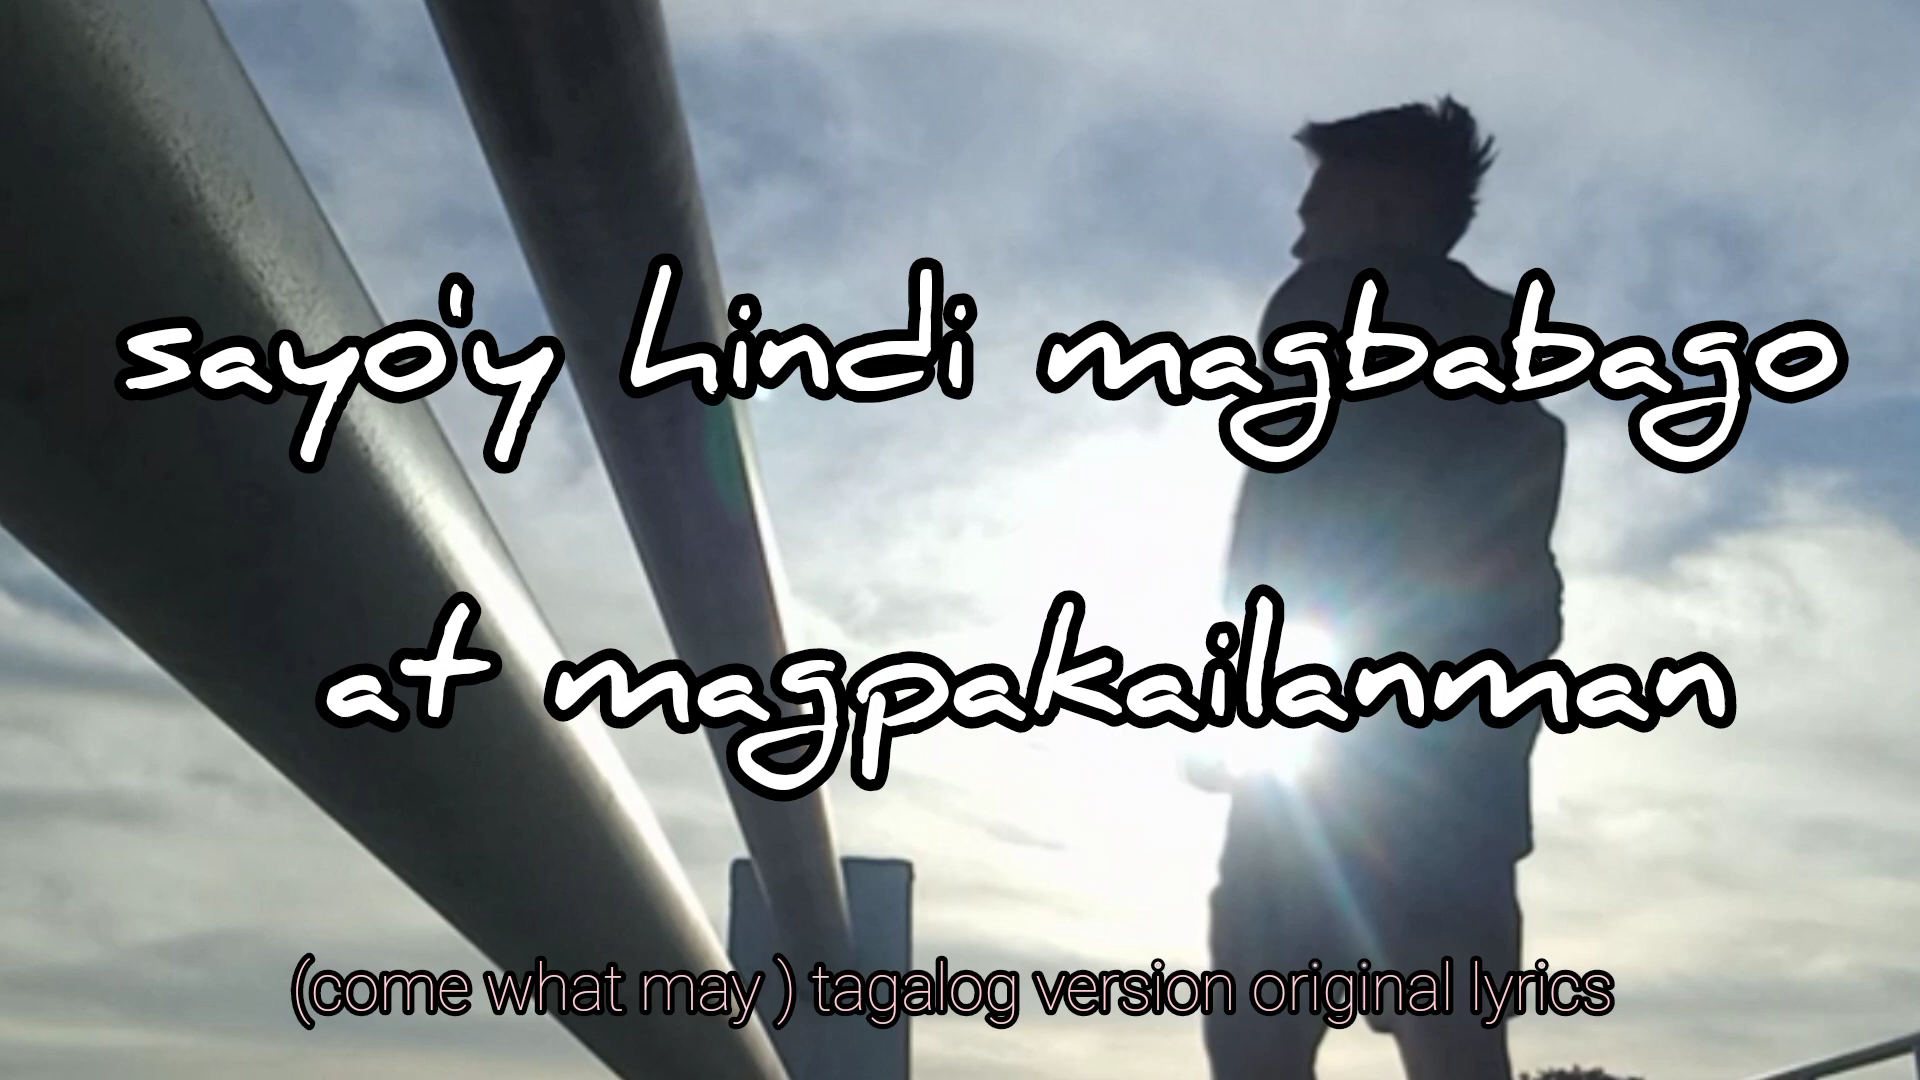 sayo'y hindi magbabago
at magpakailanman
(come what may ) tagalog version original lyrics